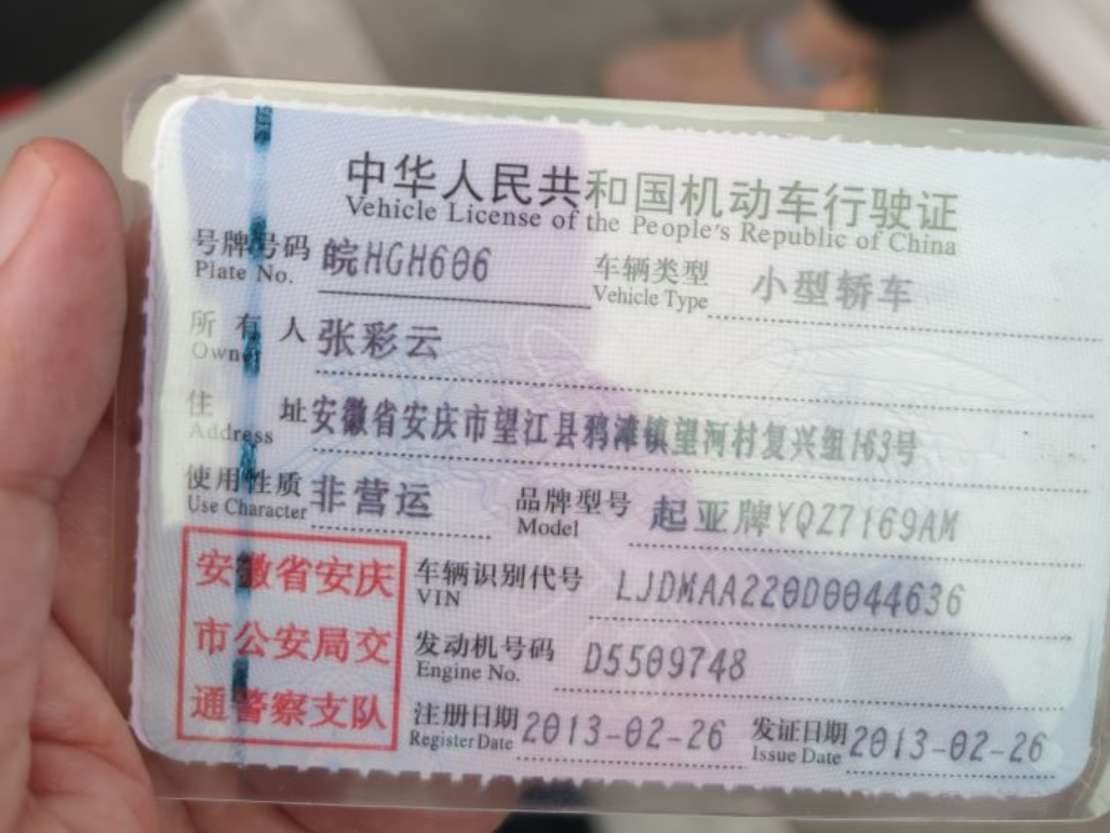 中华人民共和国机动车行驶证
Vehicle License of the People's Republic of China
号牌号码 皖HGH606 车辆类型 小型轿车
Plate No. Vehicle Type
所有人 张彩云
Owner
住址 安徽省安庆市望江县鸦滩镇望河村复兴组163号
Address
使用性质 非营运 品牌型号 起亚牌YQZ7169AM
Use Character Model
安徽省安庆 车辆识别代号 LJDMAA220D0044636
VIN
市公安局交 发动机号码 D5509748
Engine No.
通警察支队 注册日期 2013-02-26 发证日期 2013-02-26
Register Date Issue Date